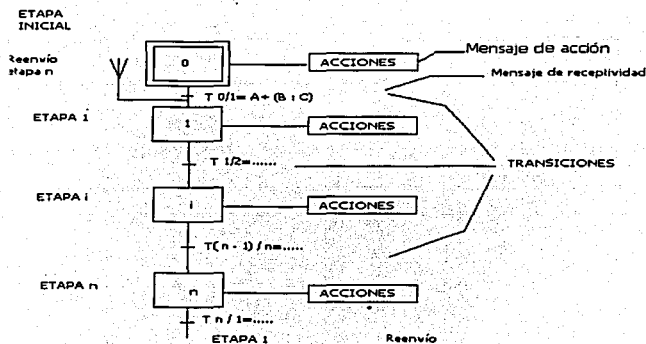 ETAPA
INICIAL
Reenvío
etapa n
0
ACCIONES
Mensaje de acción
Mensaje de receptividad
T 0/1= A + (B : C)
ETAPA 1
1
ACCIONES
T 1/2=......
TRANSICIONES
ETAPA i
i
ACCIONES
T( n - 1) / n=.....
ETAPA n
n
ACCIONES
T n / 1=.....
ETAPA 1
Reenvío